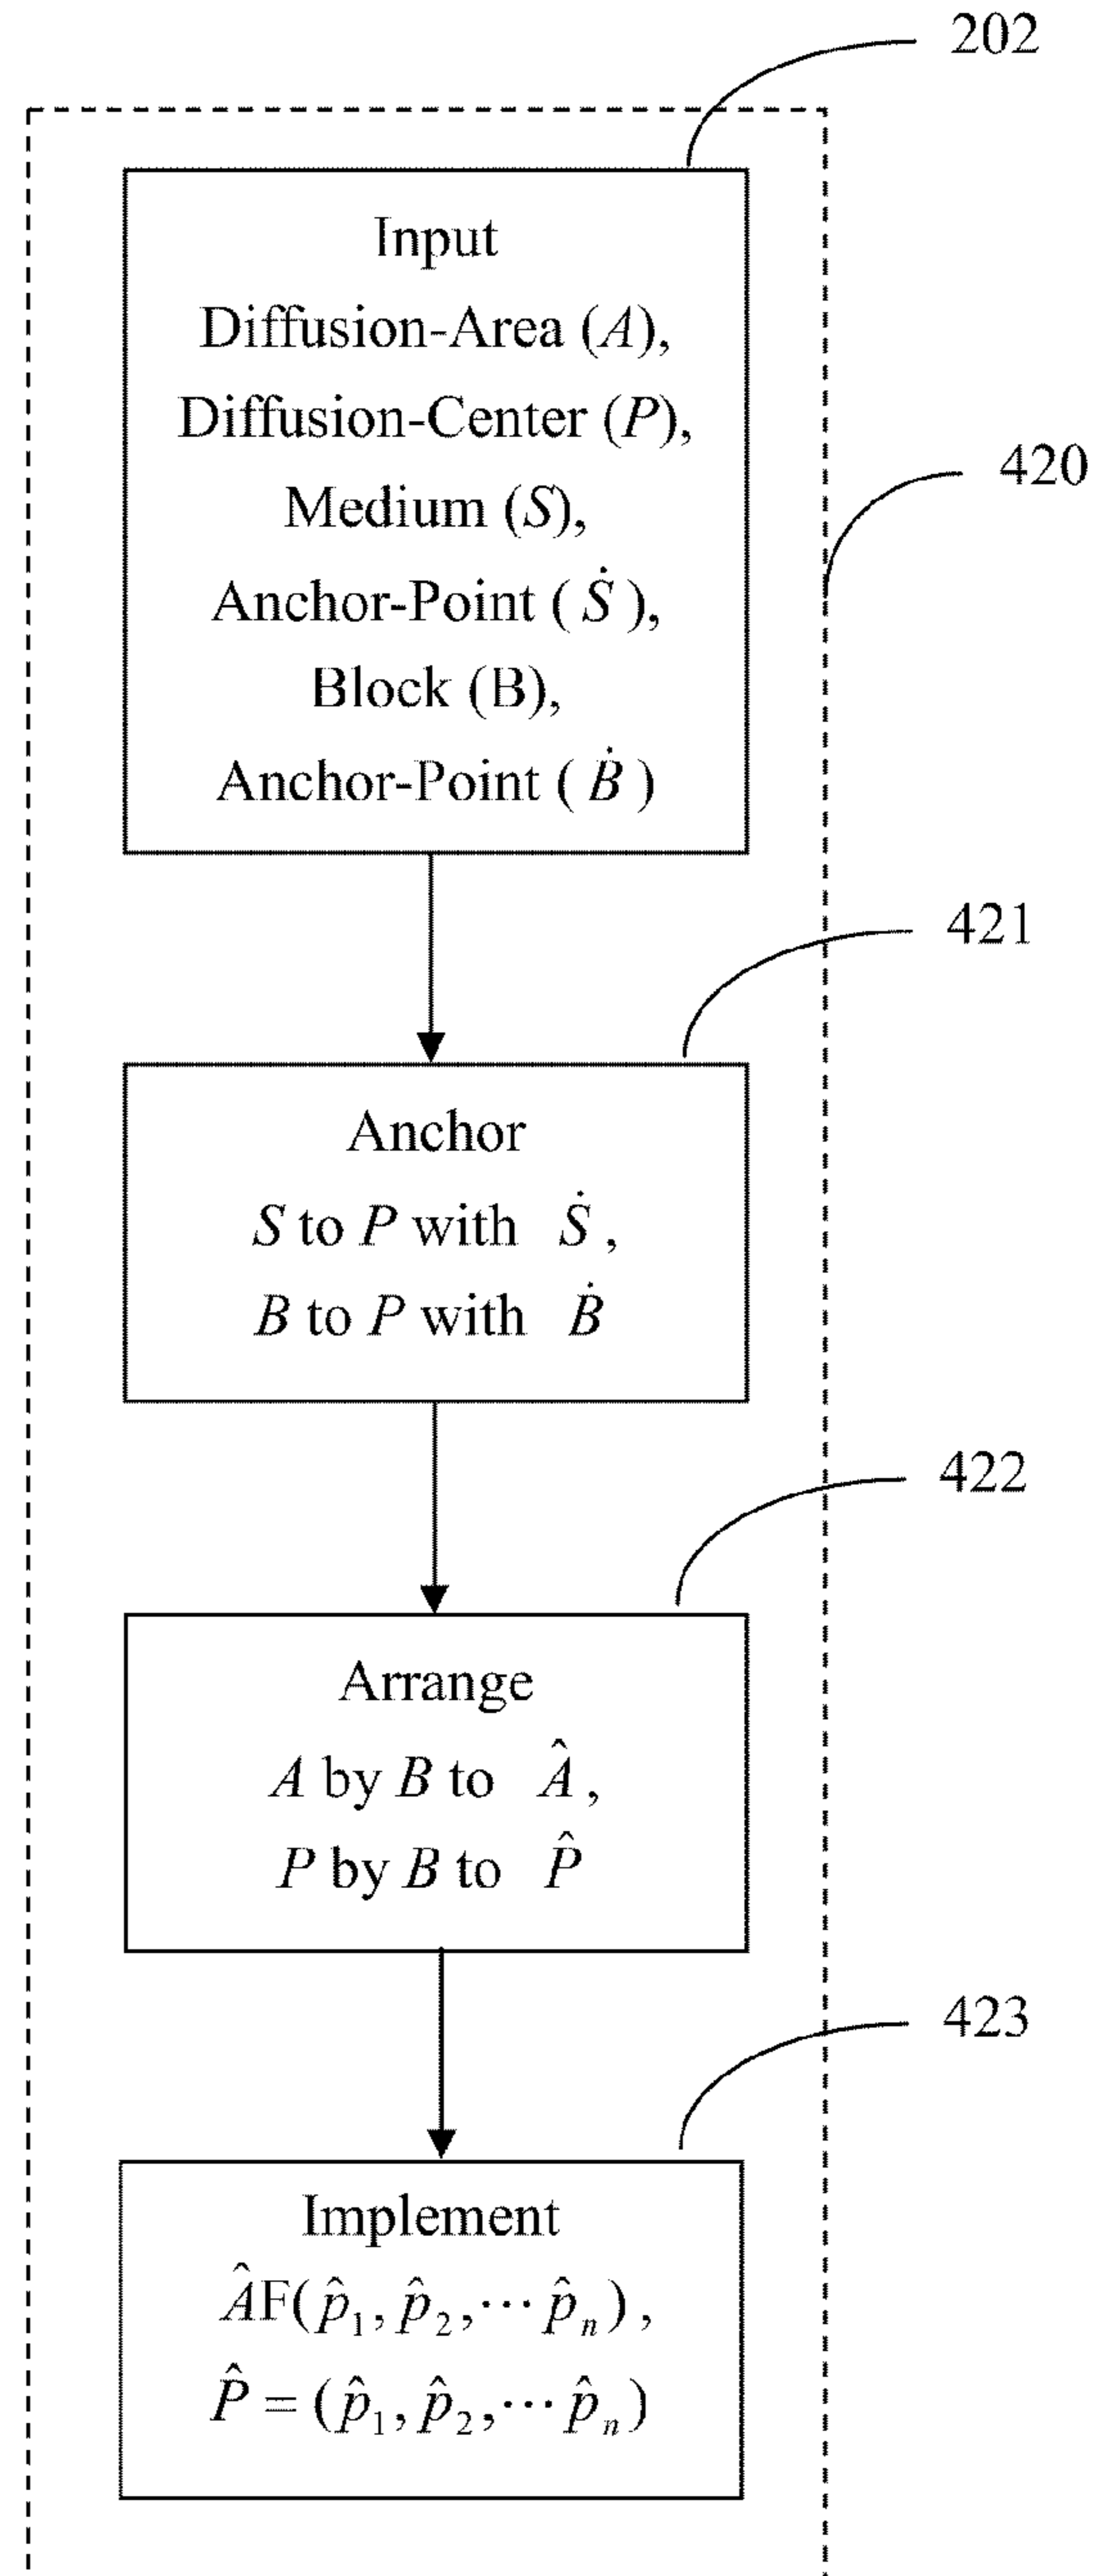 202
Input
Diffusion-Area (A),
Diffusion-Center (P),
Medium (S),
420
Anchor-Point ( Ṡ ),
Block (B),
Anchor-Point ( Ḃ )
421
Anchor
S to P with Ṡ ,
B to P with Ḃ
422
Arrange
A by B to Â ,
P by B to P̂
423
Implement
ÂF(p̂₁, p̂₂,⋯ p̂ₙ) ,
P̂ = (p̂₁, p̂₂,⋯ p̂ₙ)